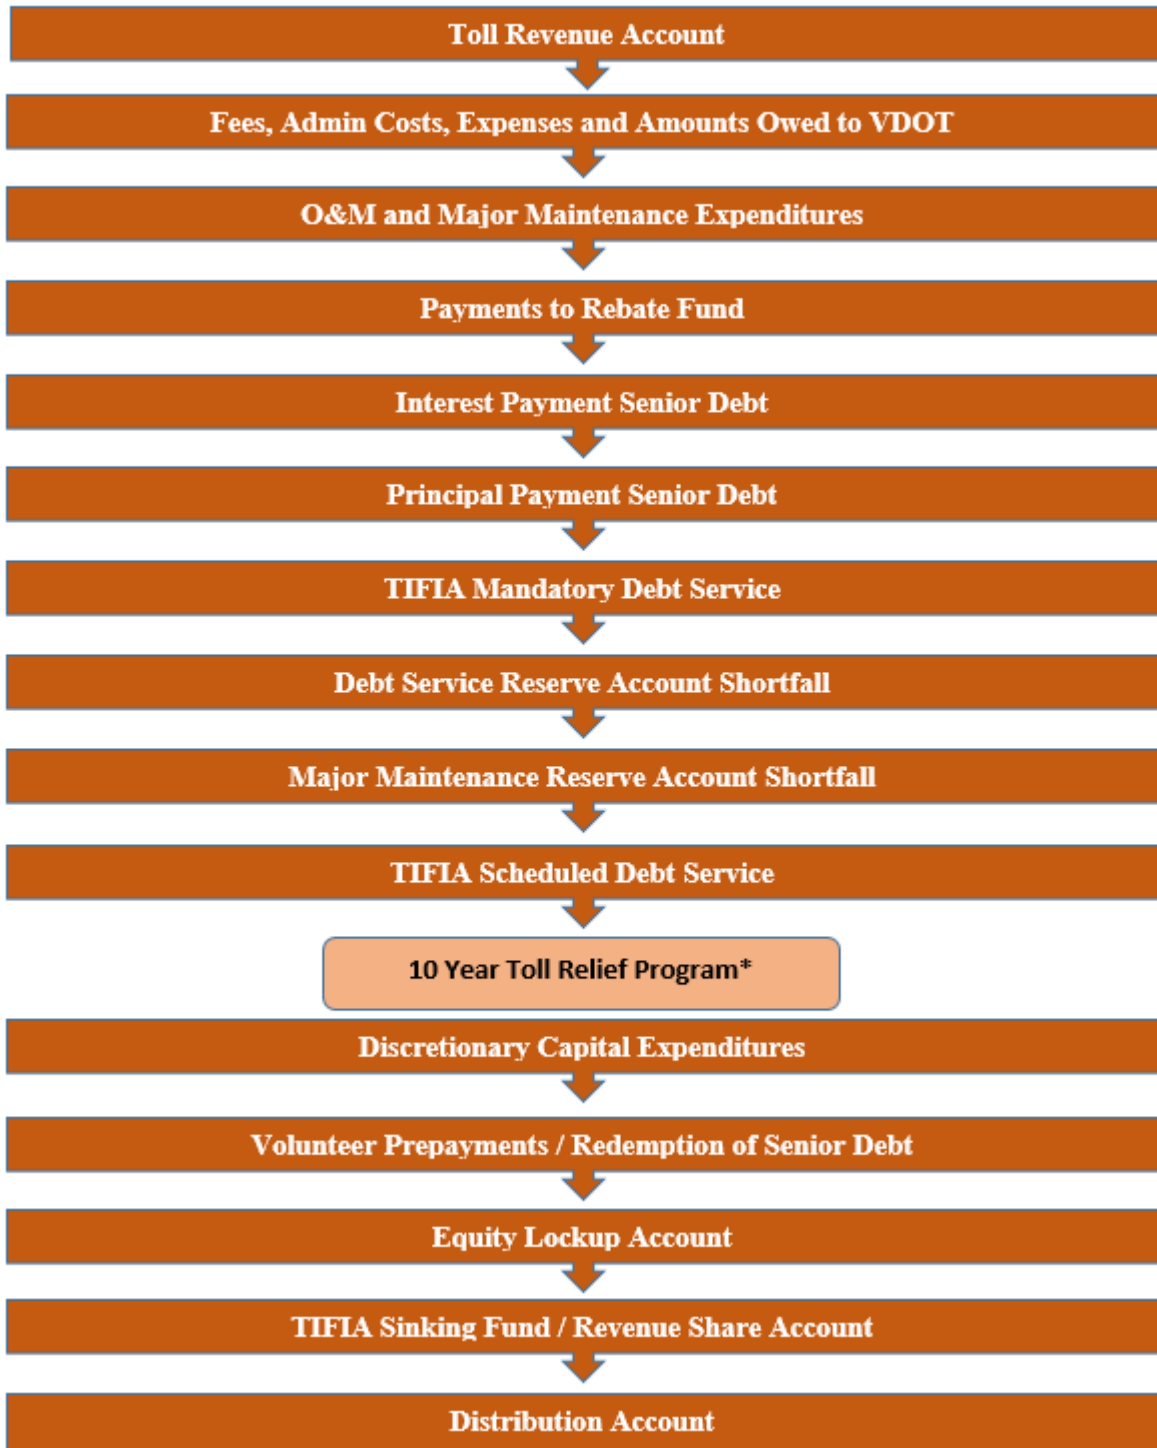 Toll Revenue Account
Fees, Admin Costs, Expenses and Amounts Owed to VDOT
O&M and Major Maintenance Expenditures
Payments to Rebate Fund
Interest Payment Senior Debt
Principal Payment Senior Debt
TIFIA Mandatory Debt Service
Debt Service Reserve Account Shortfall
Major Maintenance Reserve Account Shortfall
TIFIA Scheduled Debt Service
10 Year Toll Relief Program*
Discretionary Capital Expenditures
Volunteer Prepayments / Redemption of Senior Debt
Equity Lockup Account
TIFIA Sinking Fund / Revenue Share Account
Distribution Account